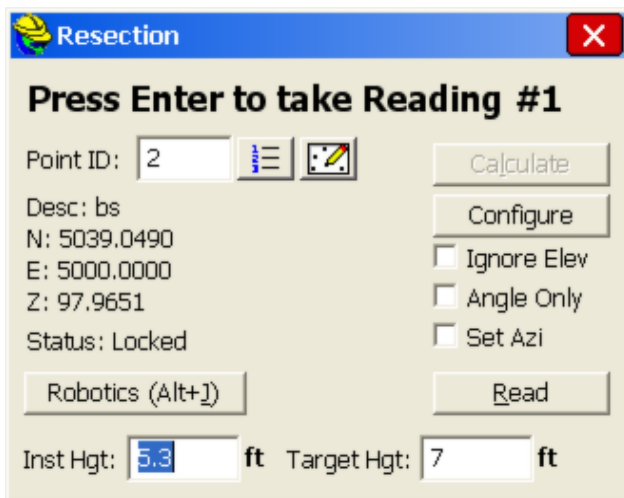 Resection
Press Enter to take Reading #1
Point ID: 2
Calculate
Desc: bs
Configure
N: 5039.0490
Ignore Elev
E: 5000.0000
Angle Only
Z: 97.9651
Set Azi
Status: Locked
Robotics (Alt+J)
Read
Inst Hgt: 5.3 ft Target Hgt: 7 ft